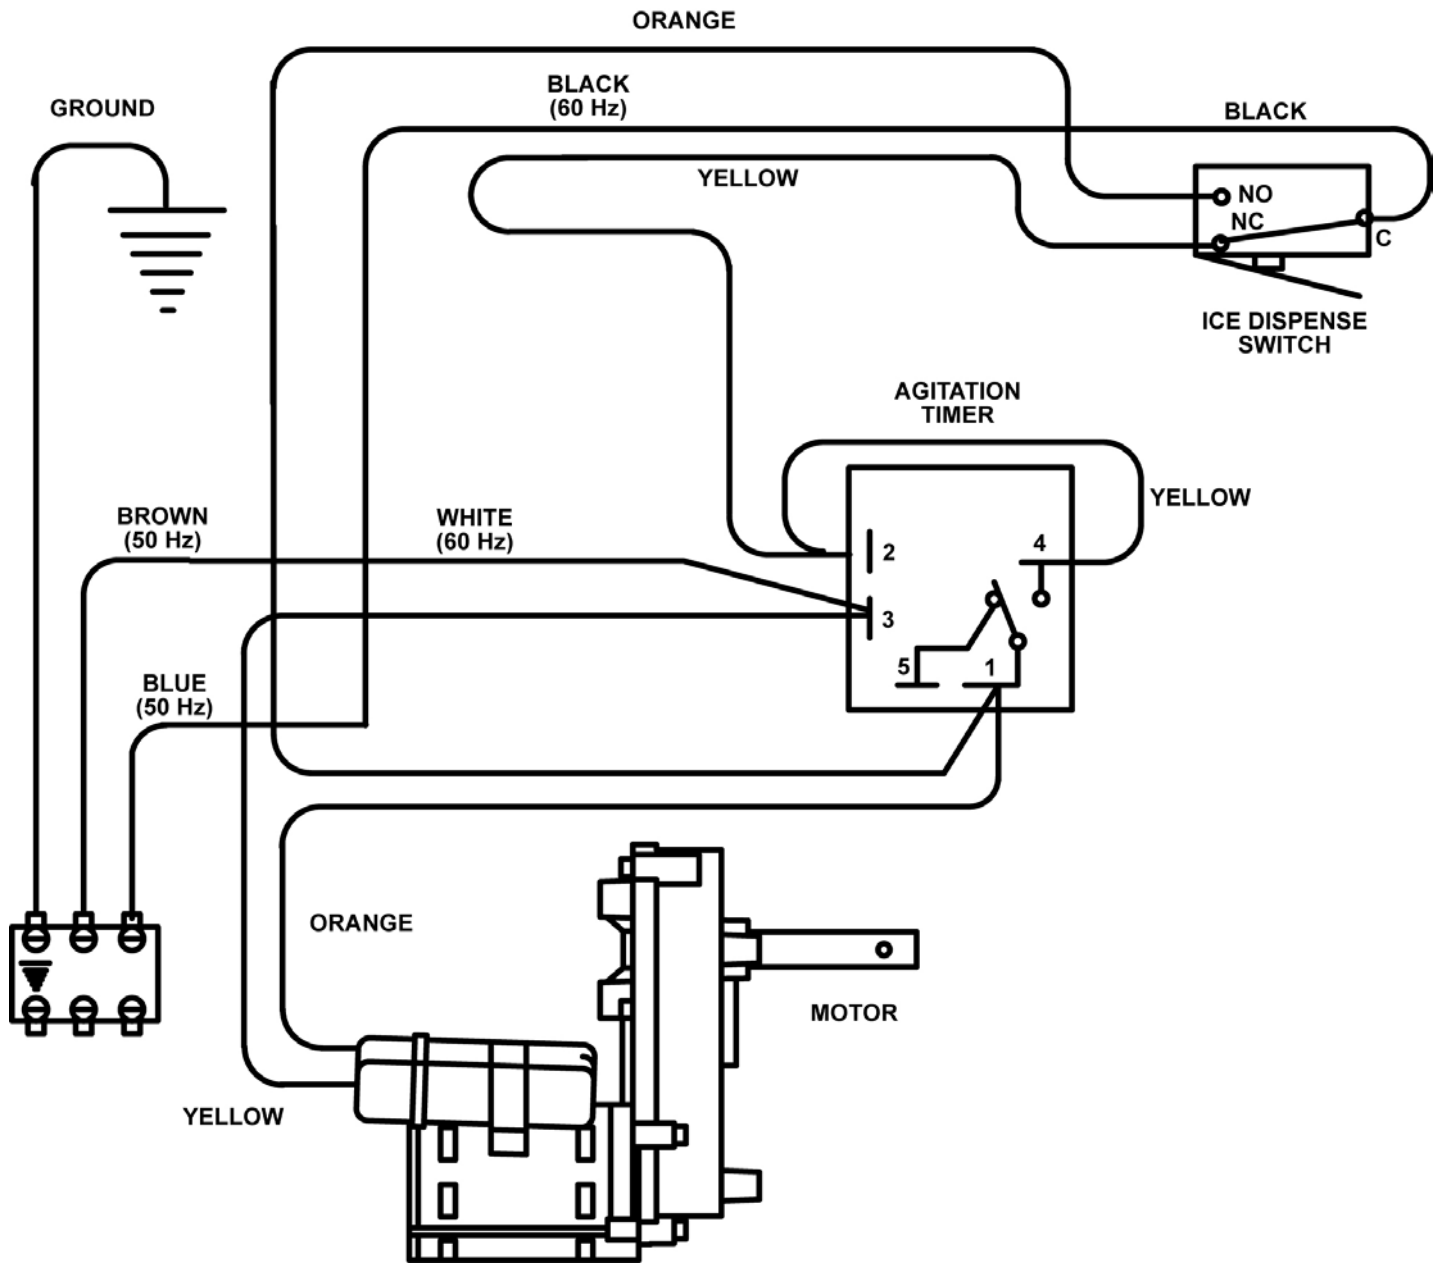 ORANGE
BLACK
(60 Hz)
GROUND
BLACK
YELLOW
NO
NC
C
ICE DISPENSE
SWITCH
AGITATION
TIMER
YELLOW
BROWN
(50 Hz)
WHITE
(60 Hz)
2
4
3
5
1
BLUE
(50 Hz)
ORANGE
MOTOR
YELLOW